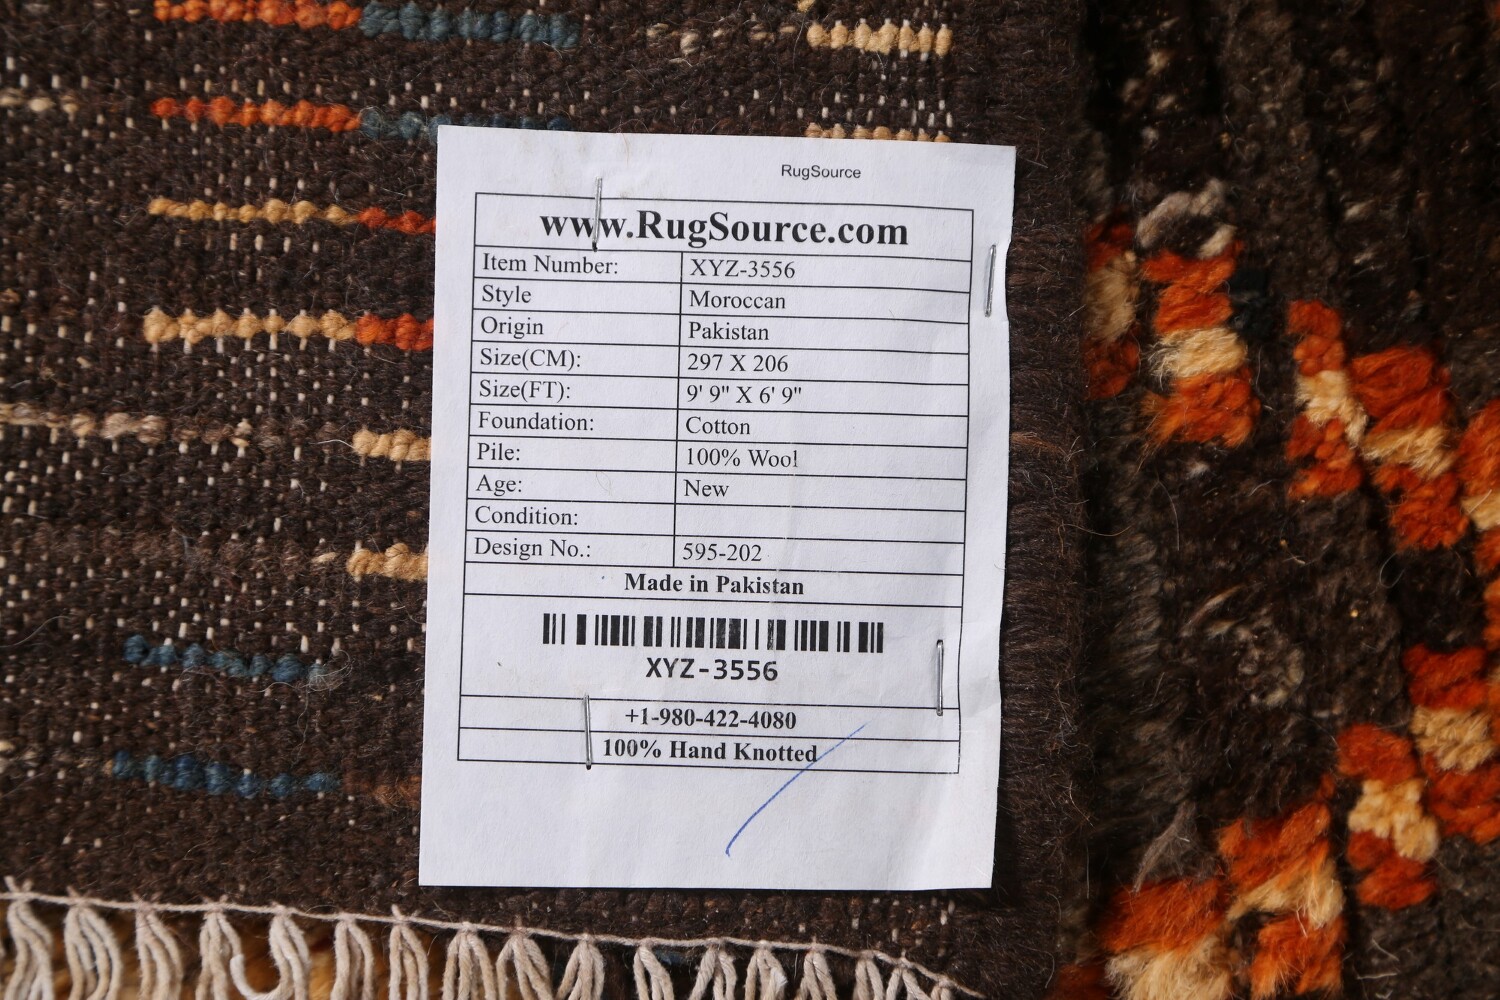 RugSource
www.RugSource.com
Item Number: XYZ-3556
Style Moroccan
Origin Pakistan
Size(CM): 297 X 206
Size(FT): 9' 9" X 6' 9"
Foundation: Cotton
Pile: 100% Wool
Age: New
Condition:
Design No.: 595-202
Made in Pakistan
XYZ-3556
+1-980-422-4080
100% Hand Knotted